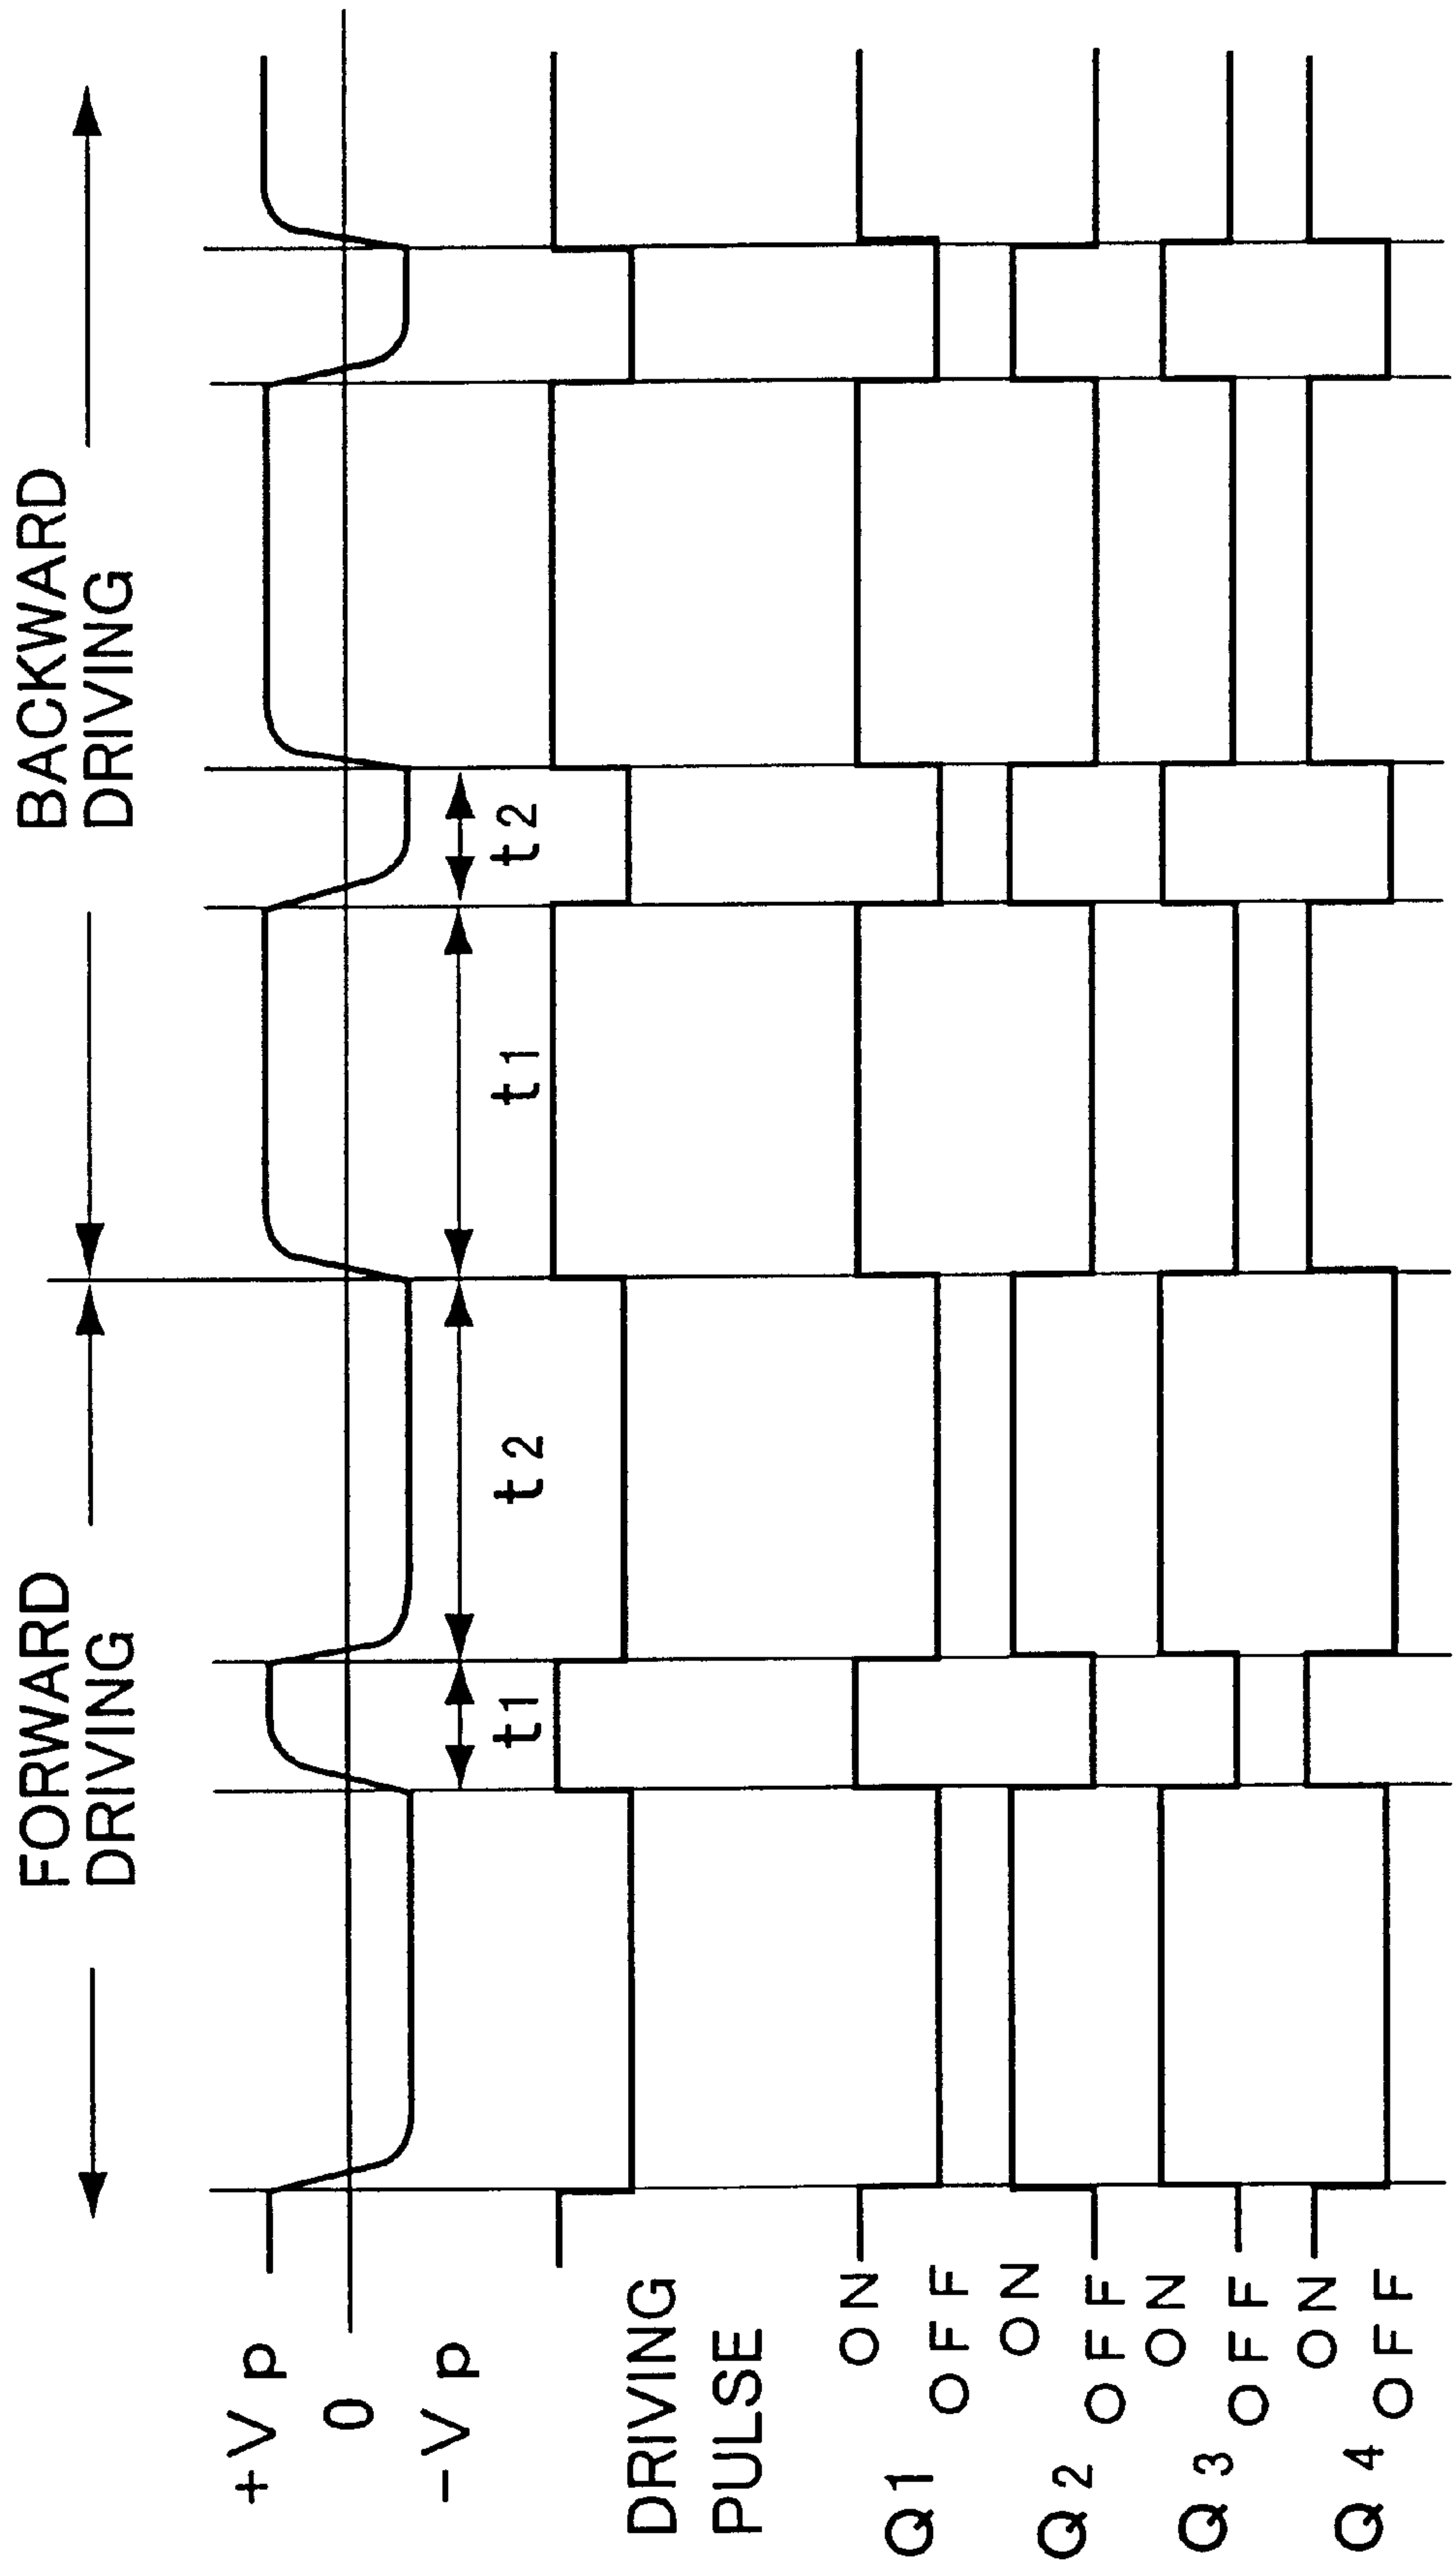 FORWARD
DRIVING
BACKWARD
DRIVING
+Vp
0
-Vp
t1
t2
t1
t2
DRIVING
PULSE
Q1
ON
OFF
Q2
ON
OFF
Q3
ON
OFF
Q4
ON
OFF